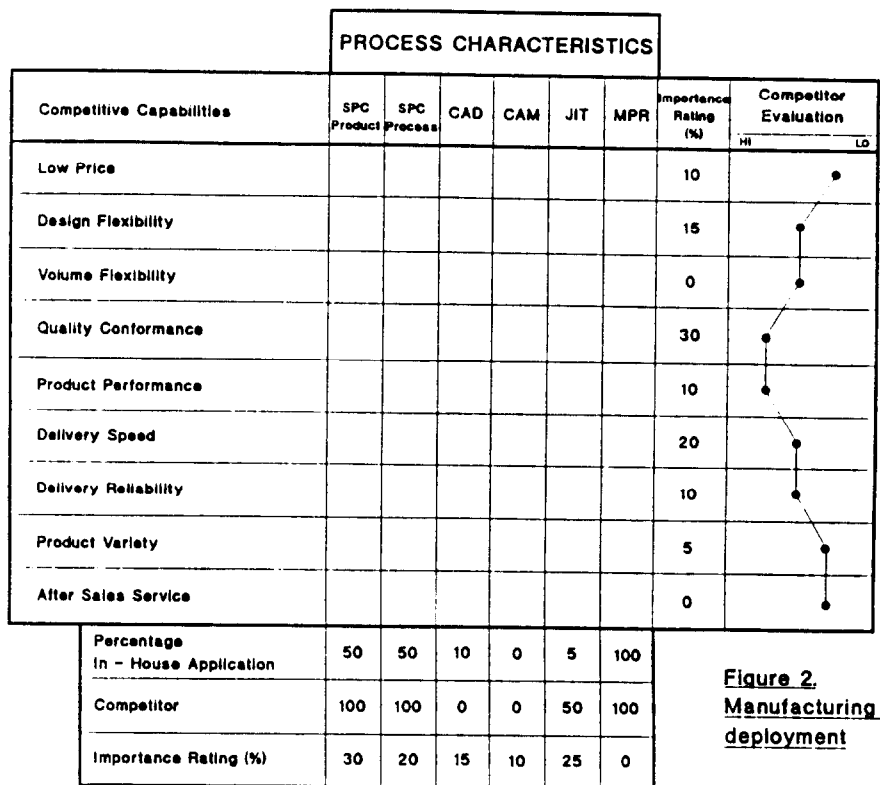 PROCESS CHARACTERISTICS
Competitive Capabilities SPC Product SPC Process CAD CAM JIT MPR Importance Rating (%) Competitor Evaluation
HI LO
Low Price 10
Design Flexibility 15
Volume Flexibility 0
Quality Conformance 30
Product Performance 10
Delivery Speed 20
Delivery Reliability 10
Product Variety 5
After Sales Service 0
Percentage
In - House Application 50 50 10 0 5 100
Competitor 100 100 0 0 50 100
Importance Rating (%) 30 20 15 10 25 0
Figure 2.
Manufacturing
deployment